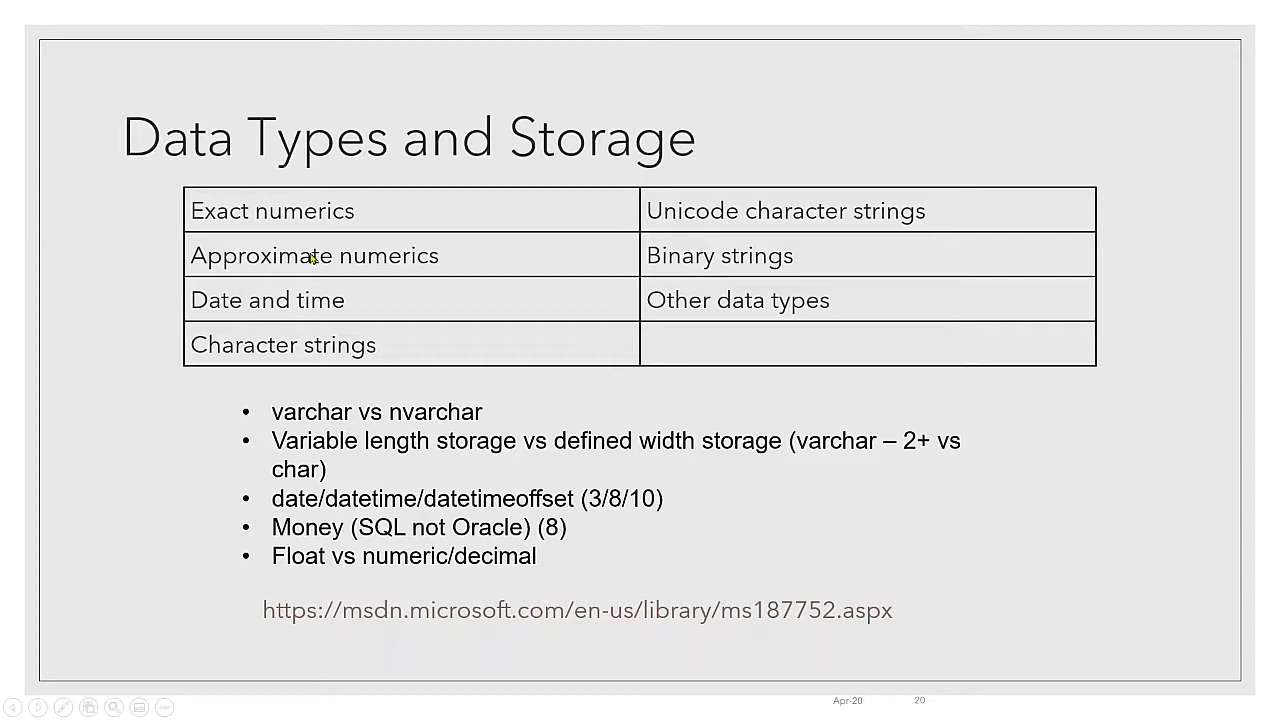 Data Types and Storage
Exact numerics
Unicode character strings
Approximate numerics
Binary strings
Date and time
Other data types
Character strings
• varchar vs nvarchar
• Variable length storage vs defined width storage (varchar – 2+ vs
char)
• date/datetime/datetimeoffset (3/8/10)
• Money (SQL not Oracle) (8)
• Float vs numeric/decimal
https://msdn.microsoft.com/en-us/library/ms187752.aspx
Apr-20
20